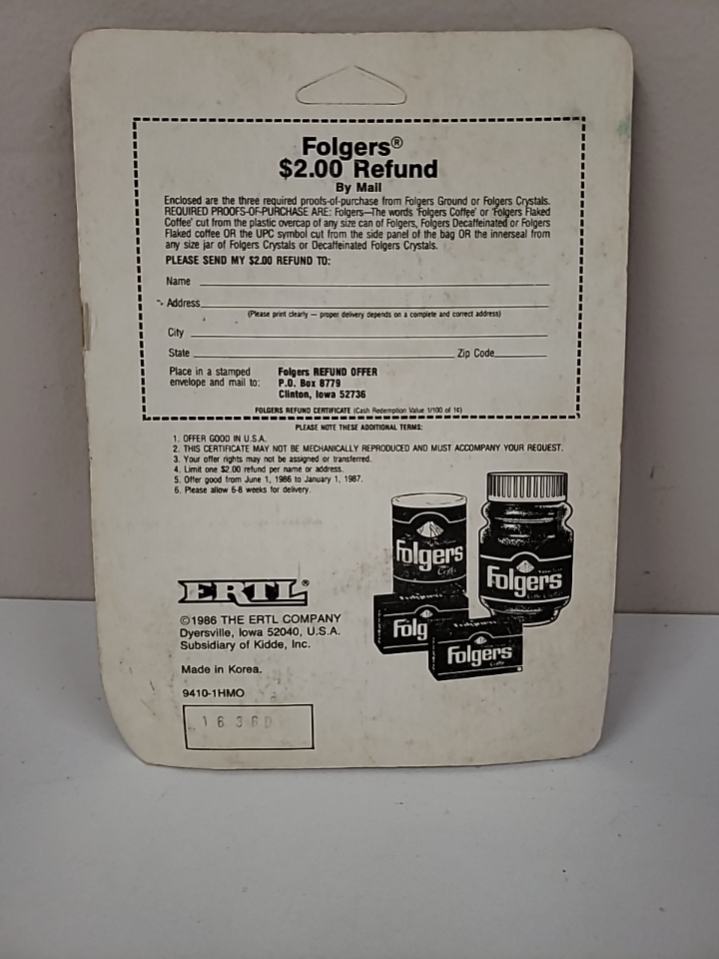 Folgers®
$2.00 Refund
By Mail
Enclosed are the three required proofs-of-purchase from Folgers Ground or Folgers Crystals.
REQUIRED PROOFS-OF-PURCHASE ARE: Folgers—The words 'Folgers Coffee' or 'Folgers Flaked
Coffee' cut from the plastic overcap of any size can of Folgers, Folgers Decaffeinated or Folgers
Flaked coffee OR the UPC symbol cut from the side panel of the bag OR the innerseal from
any size jar of Folgers Crystals or Decaffeinated Folgers Crystals.
PLEASE SEND MY $2.00 REFUND TO:
Name
Address
(Please print clearly — proper delivery depends on a complete and correct address)
City
State Zip Code
Place in a stamped
envelope and mail to:
Folgers REFUND OFFER
P.O. Box 8779
Clinton, Iowa 52736
FOLGERS REFUND CERTIFICATE (Cash Redemption Value 1/100 of 1¢)
PLEASE NOTE THESE ADDITIONAL TERMS:
1. OFFER GOOD IN U.S.A.
2. THIS CERTIFICATE MAY NOT BE MECHANICALLY REPRODUCED AND MUST ACCOMPANY YOUR REQUEST.
3. Your offer rights may not be assigned or transferred.
4. Limit one $2.00 refund per name or address.
5. Offer good from June 1, 1986 to January 1, 1987.
6. Please allow 6-8 weeks for delivery.
Folgers
Folgers
Folg
Folgers
ERTL®
©1986 THE ERTL COMPANY
Dyersville, Iowa 52040, U.S.A.
Subsidiary of Kidde, Inc.
Made in Korea.
9410-1HMO